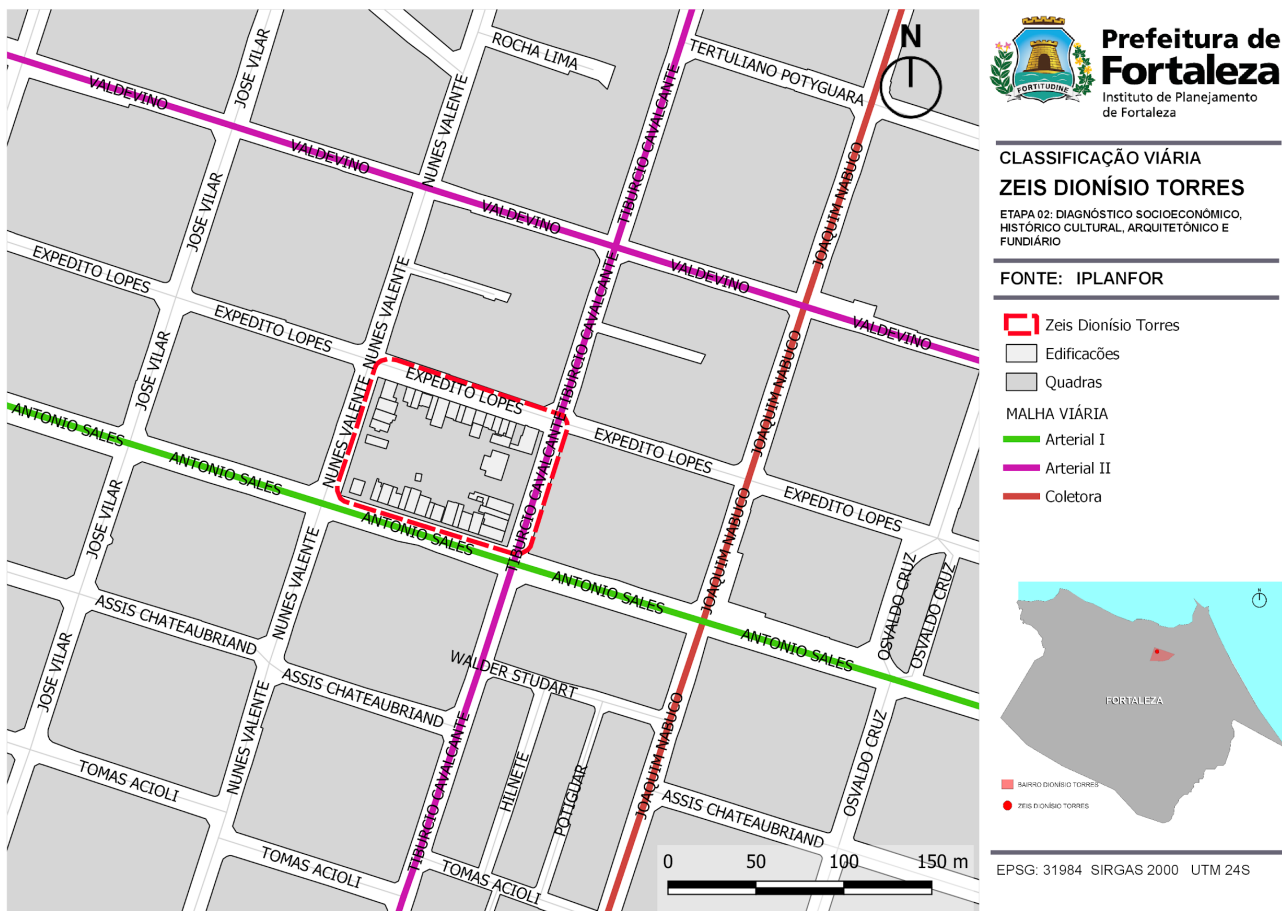 ROCHA LIMA
TERTULIANO POTYGUARA
JOSE VILAR
VALDEVINO
NUNES VALENTE
TIBURCIO CAVALCANTE
VALDEVINO
JOAQUIM NABUCO
VALDEVINO
JOSE VILAR
TIBURCIO CAVALCANTE
VALDEVINO
VALDEVINO
EXPEDITO LOPES
NUNES VALENTE
EXPEDITO LOPES
NUNES VALENTE
JOSE VILAR
TIBURCIO CAVALCANTE
JOAQUIM NABUCO
EXPEDITO LOPES
EXPEDITO LOPES
EXPEDITO LOPES
ANTONIO SALES
ANTONIO SALES
ANTONIO SALES
ANTONIO SALES
ANTONIO SALES
JOSE VILAR
NUNES VALENTE
TIBURCIO CAVALCANTE
JOAQUIM NABUCO
OSVALDO CRUZ
OSVALDO CRUZ
ASSIS CHATEAUBRIAND
ASSIS CHATEAUBRIAND
WALDER STUDART
JOSE VILAR
NUNES VALENTE
TIBURCIO CAVALCANTE
HILNETE
POTIGUAR
JOAQUIM NABUCO
OSVALDO CRUZ
ASSIS CHATEAUBRIAND
TOMAS ACIOLI
TOMAS ACIOLI
TOMAS ACIOLI
N
0 50 100 150 m
FORTITUDINE
Prefeitura de
Fortaleza
Instituto de Planejamento
de Fortaleza
CLASSIFICAÇÃO VIÁRIA
ZEIS DIONÍSIO TORRES
ETAPA 02: DIAGNÓSTICO SOCIOECONÔMICO,
HISTÓRICO CULTURAL, ARQUITETÔNICO E
FUNDIÁRIO
FONTE: IPLANFOR
Zeis Dionísio Torres
Edificacões
Quadras
MALHA VIÁRIA
Arterial I
Arterial II
Coletora
N
FORTALEZA
BAIRRO DIONÍSIO TORRES
ZEIS DIONÍSIO TORRES
EPSG: 31984 SIRGAS 2000 UTM 24S